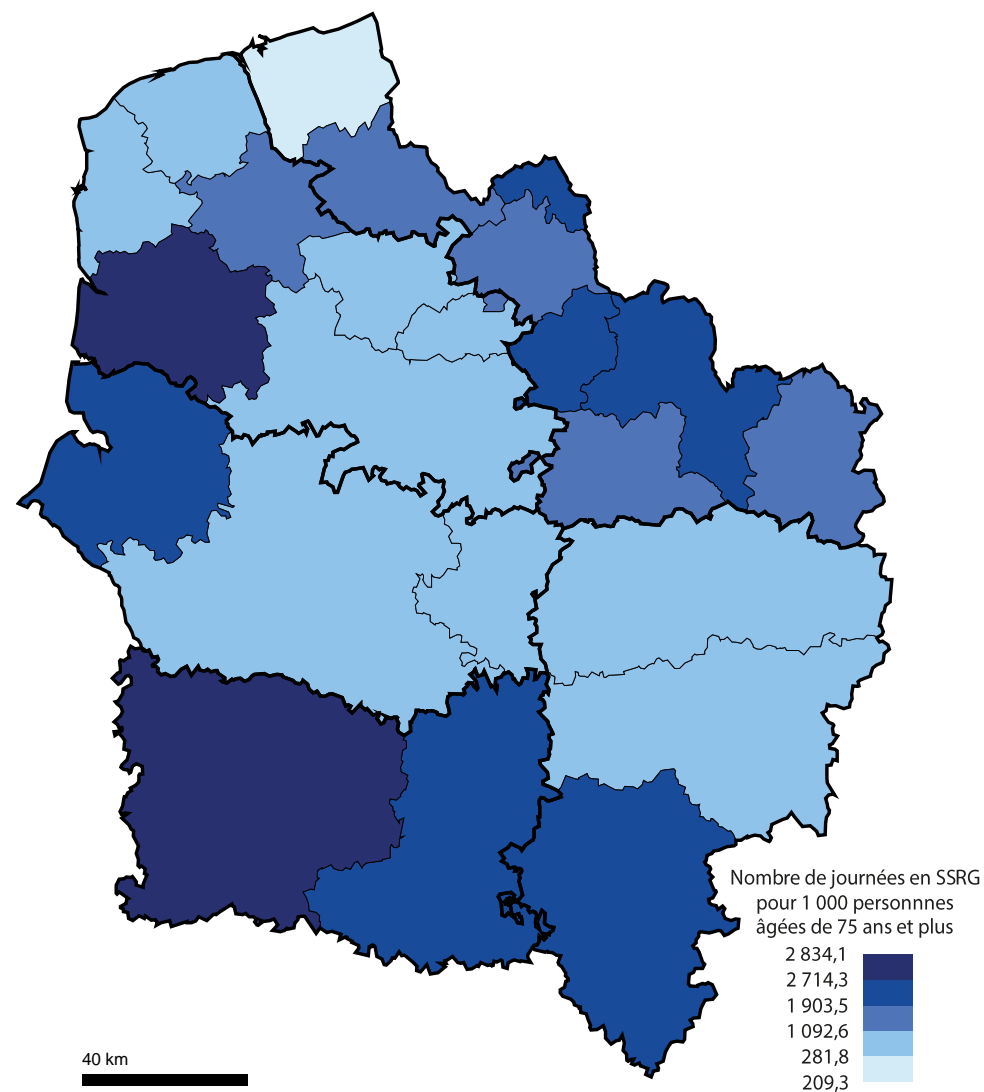 Nombre de journées en SSRG
pour 1 000 personnnes
âgées de 75 ans et plus
2 834,1
2 714,3
1 903,5
1 092,6
281,8
209,3
40 km